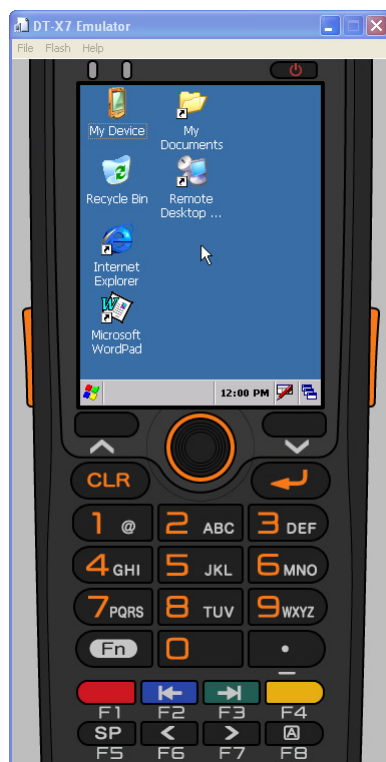 DT-X7 Emulator
File Flash Help
My Device
My
Documents
Recycle Bin
Remote
Desktop ...
Internet
Explorer
Microsoft
WordPad
12:00 PM
CLR
1 @
2 ABC
3 DEF
4 GHI
5 JKL
6 MNO
7 PQRS
8 TUV
9 WXYZ
Fn
0
.
F1 F2 F3 F4
SP < > A
F5 F6 F7 F8